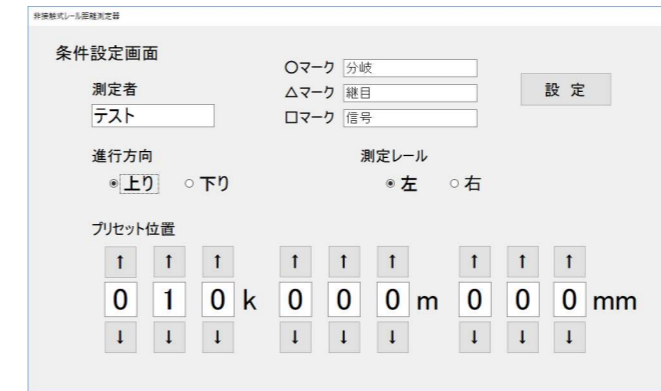 非接触式レール距離測定器
条件設定画面
○マーク 分岐
測定者
△マーク 継目
設 定
テスト
□マーク 信号
進行方向
測定レール
上り 下り
左 右
プリセット位置
↑ ↑ ↑ ↑ ↑ ↑ ↑ ↑ ↑
0 1 0 k 0 0 0 m 0 0 0 mm
↓ ↓ ↓ ↓ ↓ ↓ ↓ ↓ ↓